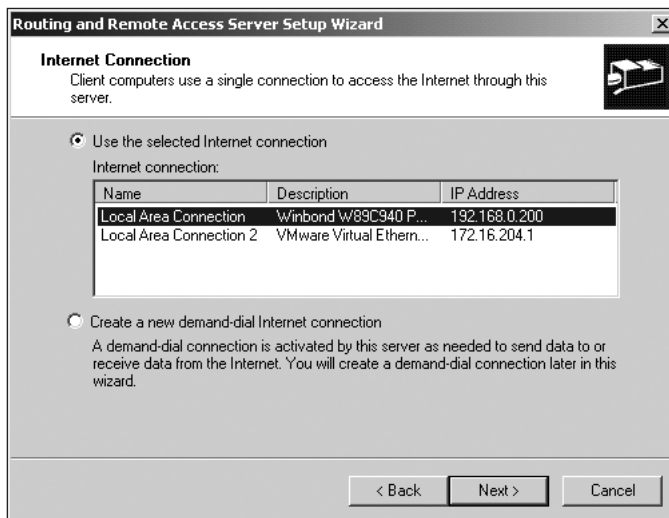 Routing and Remote Access Server Setup Wizard
Internet Connection
Client computers use a single connection to access the Internet through this
server.
Use the selected Internet connection
Internet connection:
Name Description IP Address
Local Area Connection Winbond W89C940 P... 192.168.0.200
Local Area Connection 2 VMware Virtual Ethern... 172.16.204.1
Create a new demand-dial Internet connection
A demand-dial connection is activated by this server as needed to send data to or
receive data from the Internet. You will create a demand-dial connection later in this
wizard.
< Back Next > Cancel